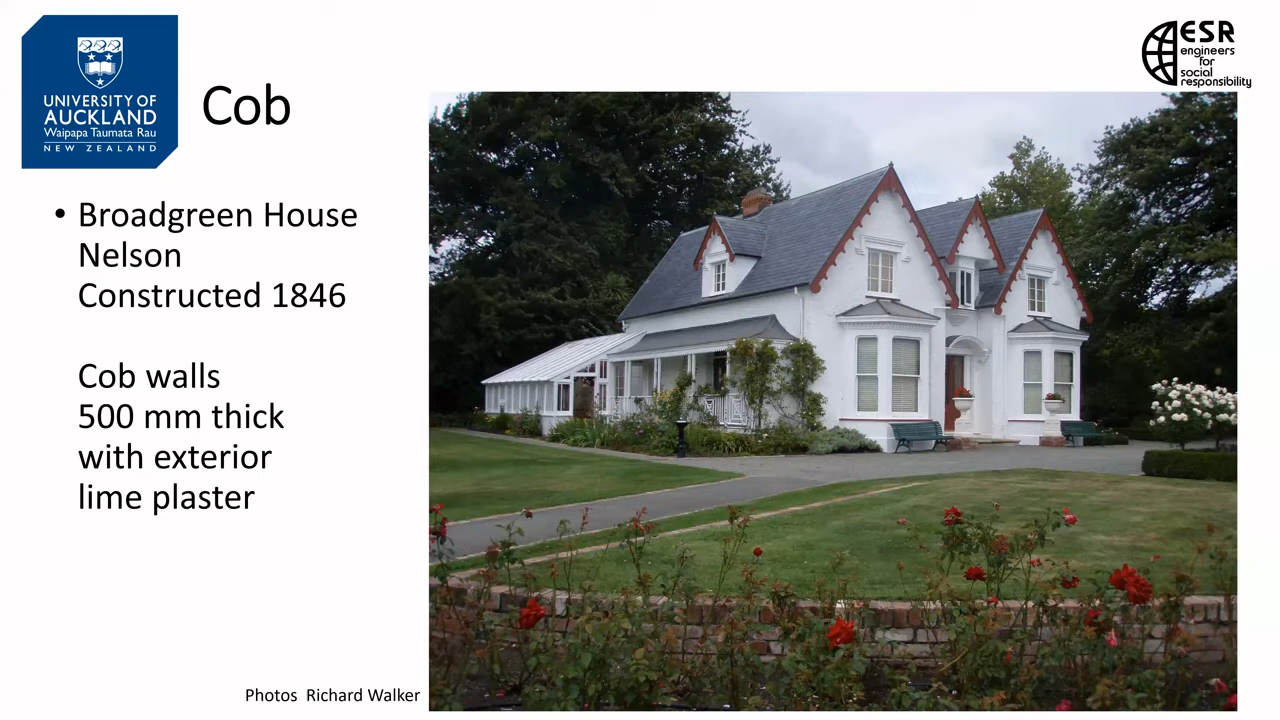 UNIVERSITY OF
AUCKLAND
Waipapa Taumata Rau
NEW ZEALAND
Cob
ESR
engineers
for
social
responsibility
• Broadgreen House
Nelson
Constructed 1846
Cob walls
500 mm thick
with exterior
lime plaster
Photos Richard Walker